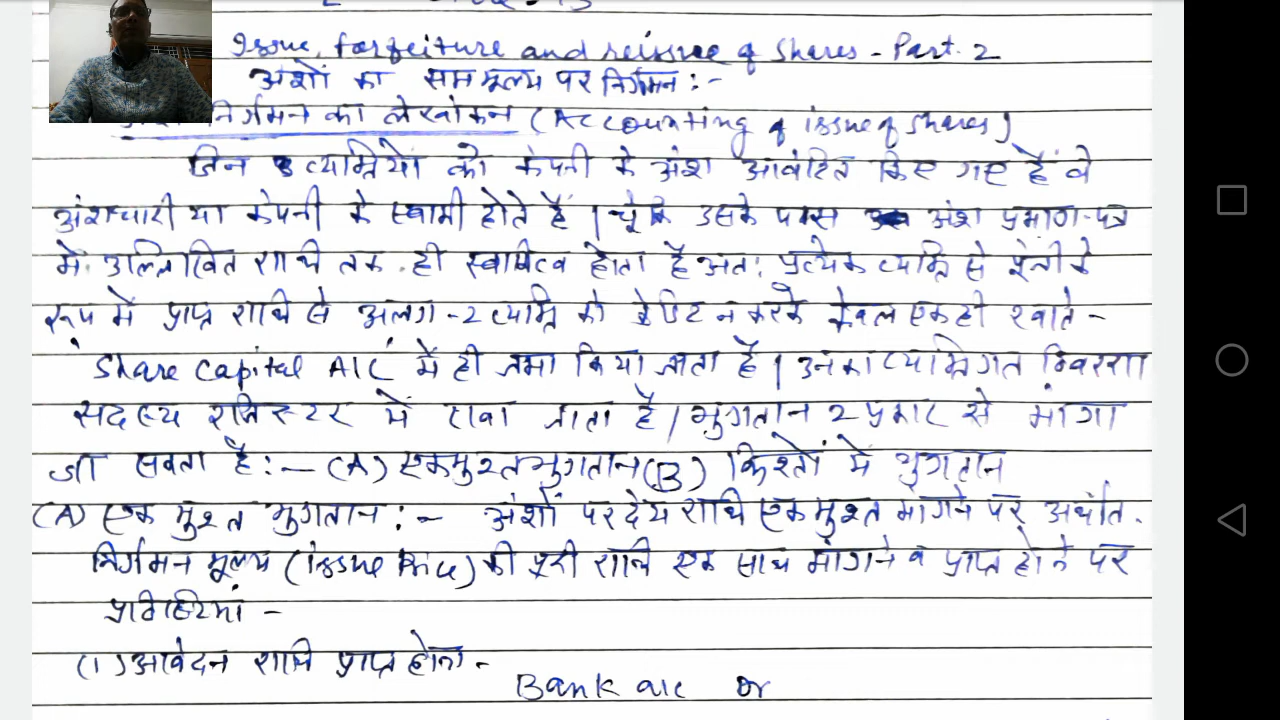 Issue, forfeiture and reissue of shares - Part. 2
अंशों का सममूल्य पर निर्गमन :-
निर्गमन का लेखांकन (Accounting of issue of shares)
जिन व्यक्तियों को कंपनी के अंश आवंटित किए गए हैं वे
अंशधारी या कंपनी के स्वामी होते हैं | चूंकि उसके पास अंश प्रमाण-पत्र
में उल्लिखित राशि तक ही स्वामित्व होता है अतः प्रत्येक व्यक्ति से पूंजी के
रूप में प्राप्त राशि से अलग-2 व्यक्ति को क्रेडिट न करके केवल एक ही खाते -
Share Capital A/C में ही जमा किया जाता है | उनका व्यक्तिगत विवरण
सदस्य रजिस्टर में रखा जाता है | भुगतान 2 प्रकार से मांगा
जा सकता है :- (A) एकमुश्त भुगतान (B) किश्तों में भुगतान
(A) एक मुश्त भुगतान :- अंशों पर देय राशि एक मुश्त मांगने पर अर्थात्
निर्गमन मूल्य (issue Price) की पूरी राशि एक साथ मांगने व प्राप्त होने पर
प्रविष्टियां -
(1) आवेदन राशि प्राप्त होना -
Bank a/c Dr